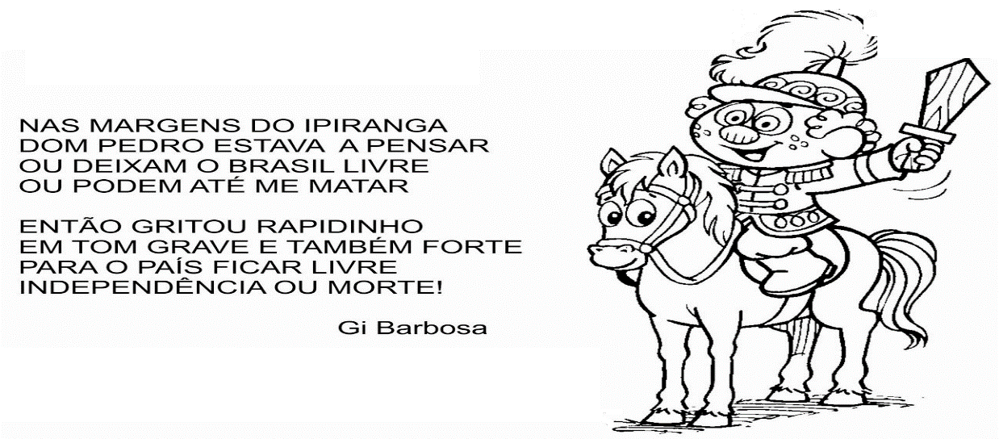 NAS MARGENS DO IPIRANGA
DOM PEDRO ESTAVA A PENSAR
OU DEIXAM O BRASIL LIVRE
OU PODEM ATÉ ME MATAR
ENTÃO GRITOU RAPIDINHO
EM TOM GRAVE E TAMBÉM FORTE
PARA O PAÍS FICAR LIVRE
INDEPENDÊNCIA OU MORTE!
Gi Barbosa